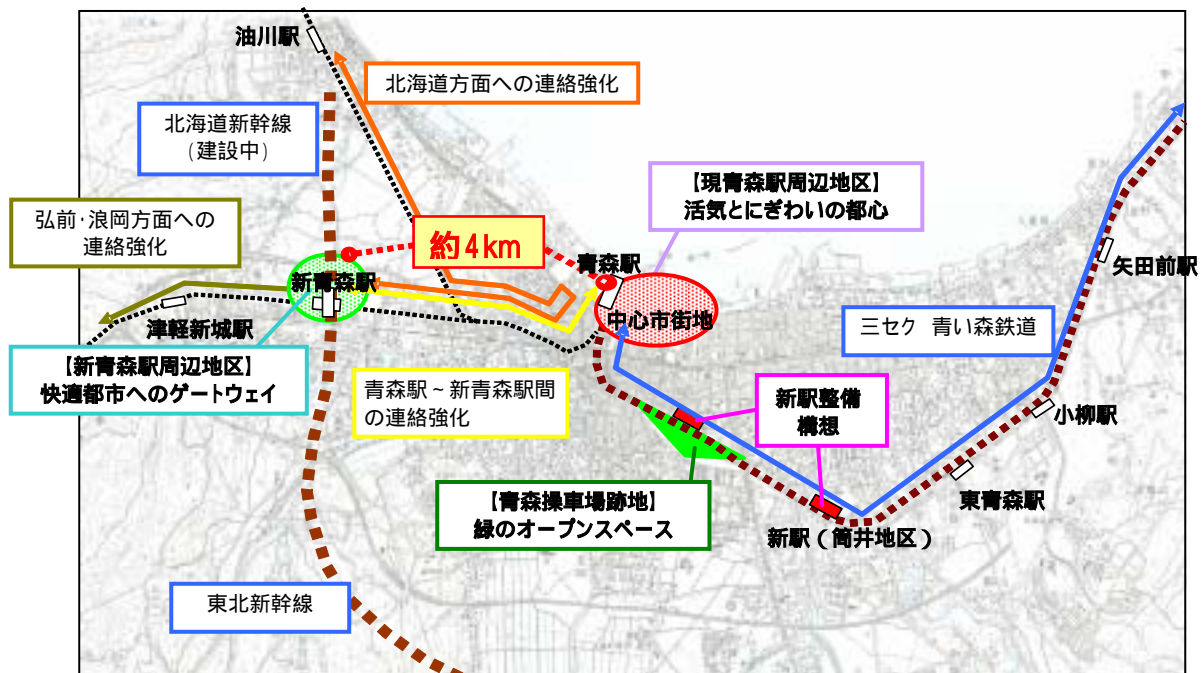 油川駅
北海道方面への連絡強化
北海道新幹線
(建設中)
【現青森駅周辺地区】
活気とにぎわいの都心
弘前・浪岡方面への
連絡強化
約4km
青森駅
新青森駅
矢田前駅
津軽新城駅
中心市街地
三セク 青い森鉄道
【新青森駅周辺地区】
快適都市へのゲートウェイ
青森駅~新青森駅間
の連絡強化
新駅整備
構想
小柳駅
【青森操車場跡地】
緑のオープンスペース
東青森駅
新駅(筒井地区)
東北新幹線